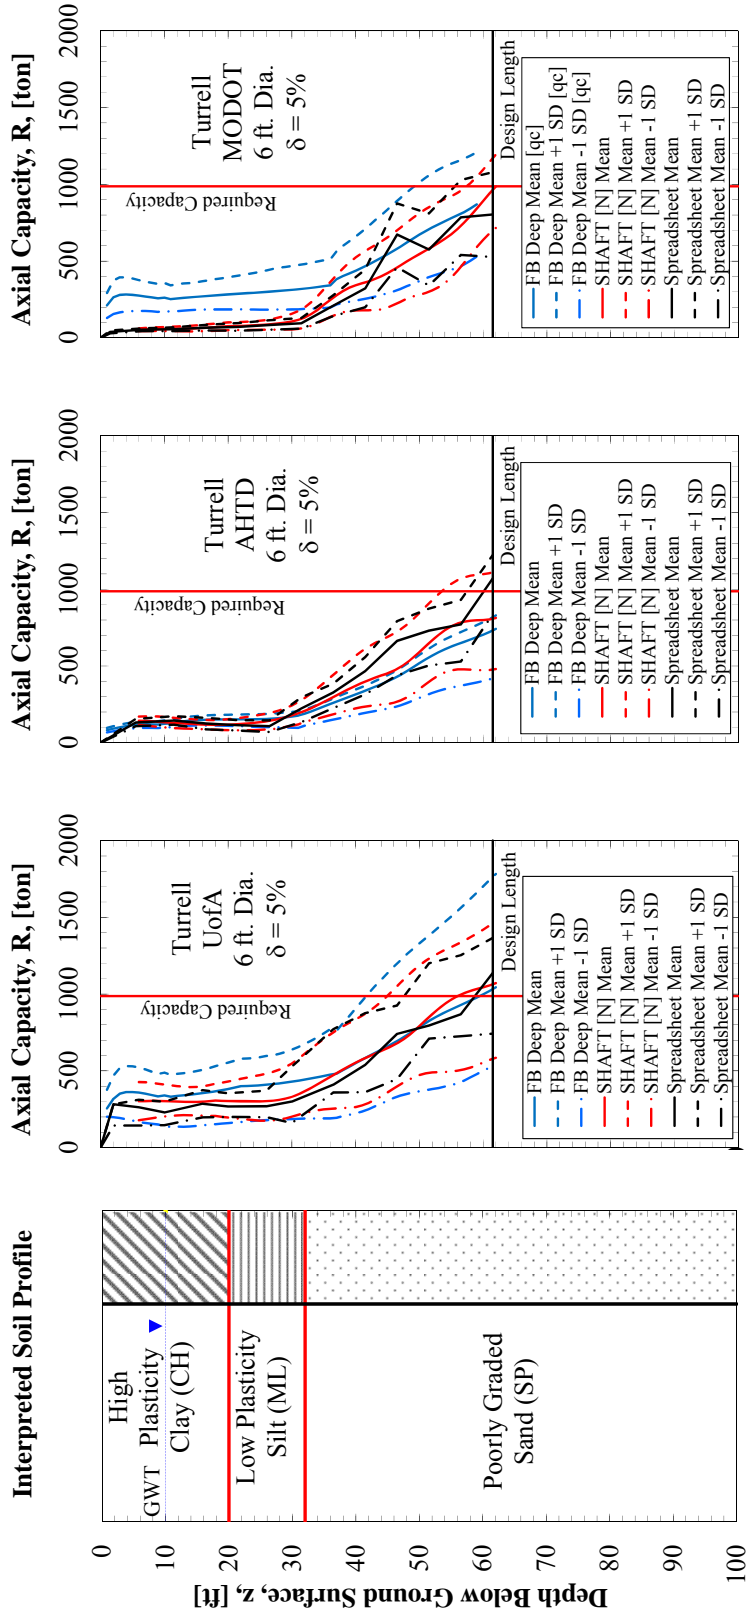 Interpreted Soil Profile
Depth Below Ground Surface, z, [ft]
0
10
20
30
40
50
60
70
80
90
100
High
GWT Plasticity
Clay (CH)
Low Plasticity
Silt (ML)
Poorly Graded
Sand (SP)
Axial Capacity, R, [ton]
0
500
1000
1500
2000
Turrell
UofA
6 ft. Dia.
δ = 5%
Required Capacity
Design Length
FB Deep Mean
FB Deep Mean +1 SD
FB Deep Mean -1 SD
SHAFT [N] Mean
SHAFT [N] Mean +1 SD
SHAFT [N] Mean -1 SD
Spreadsheet Mean
Spreadsheet Mean +1 SD
Spreadsheet Mean -1 SD
Axial Capacity, R, [ton]
0
500
1000
1500
2000
Turrell
AHTD
6 ft. Dia.
δ = 5%
Required Capacity
Design Length
FB Deep Mean
FB Deep Mean +1 SD
FB Deep Mean -1 SD
SHAFT [N] Mean
SHAFT [N] Mean +1 SD
SHAFT [N] Mean -1 SD
Spreadsheet Mean
Spreadsheet Mean +1 SD
Spreadsheet Mean -1 SD
Axial Capacity, R, [ton]
0
500
1000
1500
2000
Turrell
MODOT
6 ft. Dia.
δ = 5%
Required Capacity
Design Length
FB Deep Mean [qc]
FB Deep Mean +1 SD [qc]
FB Deep Mean -1 SD [qc]
SHAFT [N] Mean
SHAFT [N] Mean +1 SD
SHAFT [N] Mean -1 SD
Spreadsheet Mean
Spreadsheet Mean +1 SD
Spreadsheet Mean -1 SD